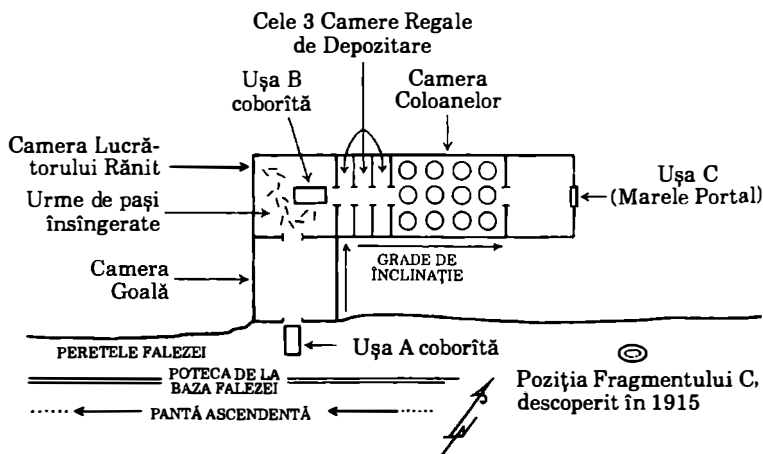 Cele 3 Camere Regale
de Depozitare
Ușa B
coborîtă
Camera
Coloanelor
Camera Lucră-
torului Rănit
Urme de pași
însîngerate
Ușa C
(Marele Portal)
Camera
Goală
GRADE DE
ÎNCLINAȚIE
PERETELE FALEZEI
Ușa A coborîtă
POTECA DE LA
BAZA FALEZEI
PANTĂ ASCENDENTĂ
Poziția Fragmentului C,
descoperit în 1915